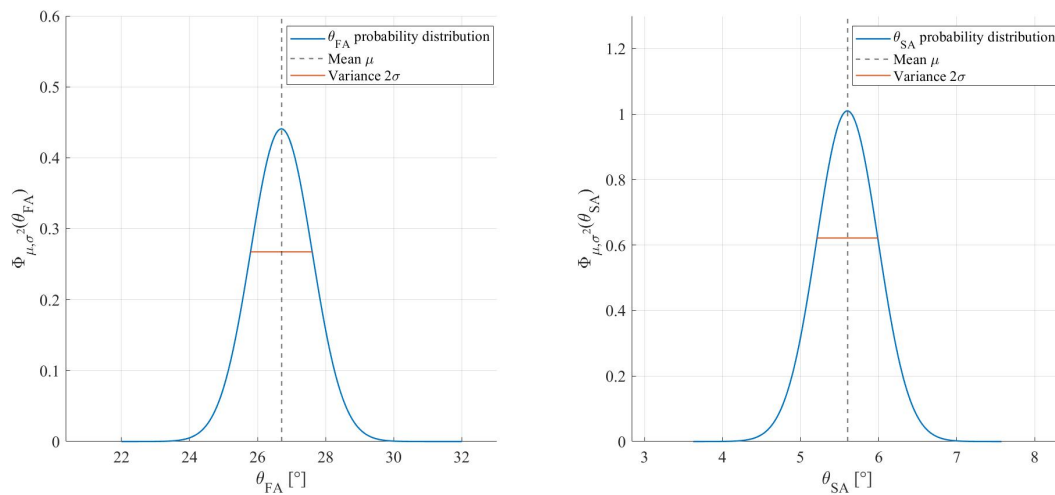 0.6
0.5
0.4
0.3
0.2
0.1
0
22 24 26 28 30 32
θFA [°]
Φμ,σ2(θFA)
θFA probability distribution
Mean μ
Variance 2σ
1.2
1
0.8
0.6
0.4
0.2
0
3 4 5 6 7 8
θSA [°]
Φμ,σ2(θSA)
θSA probability distribution
Mean μ
Variance 2σ